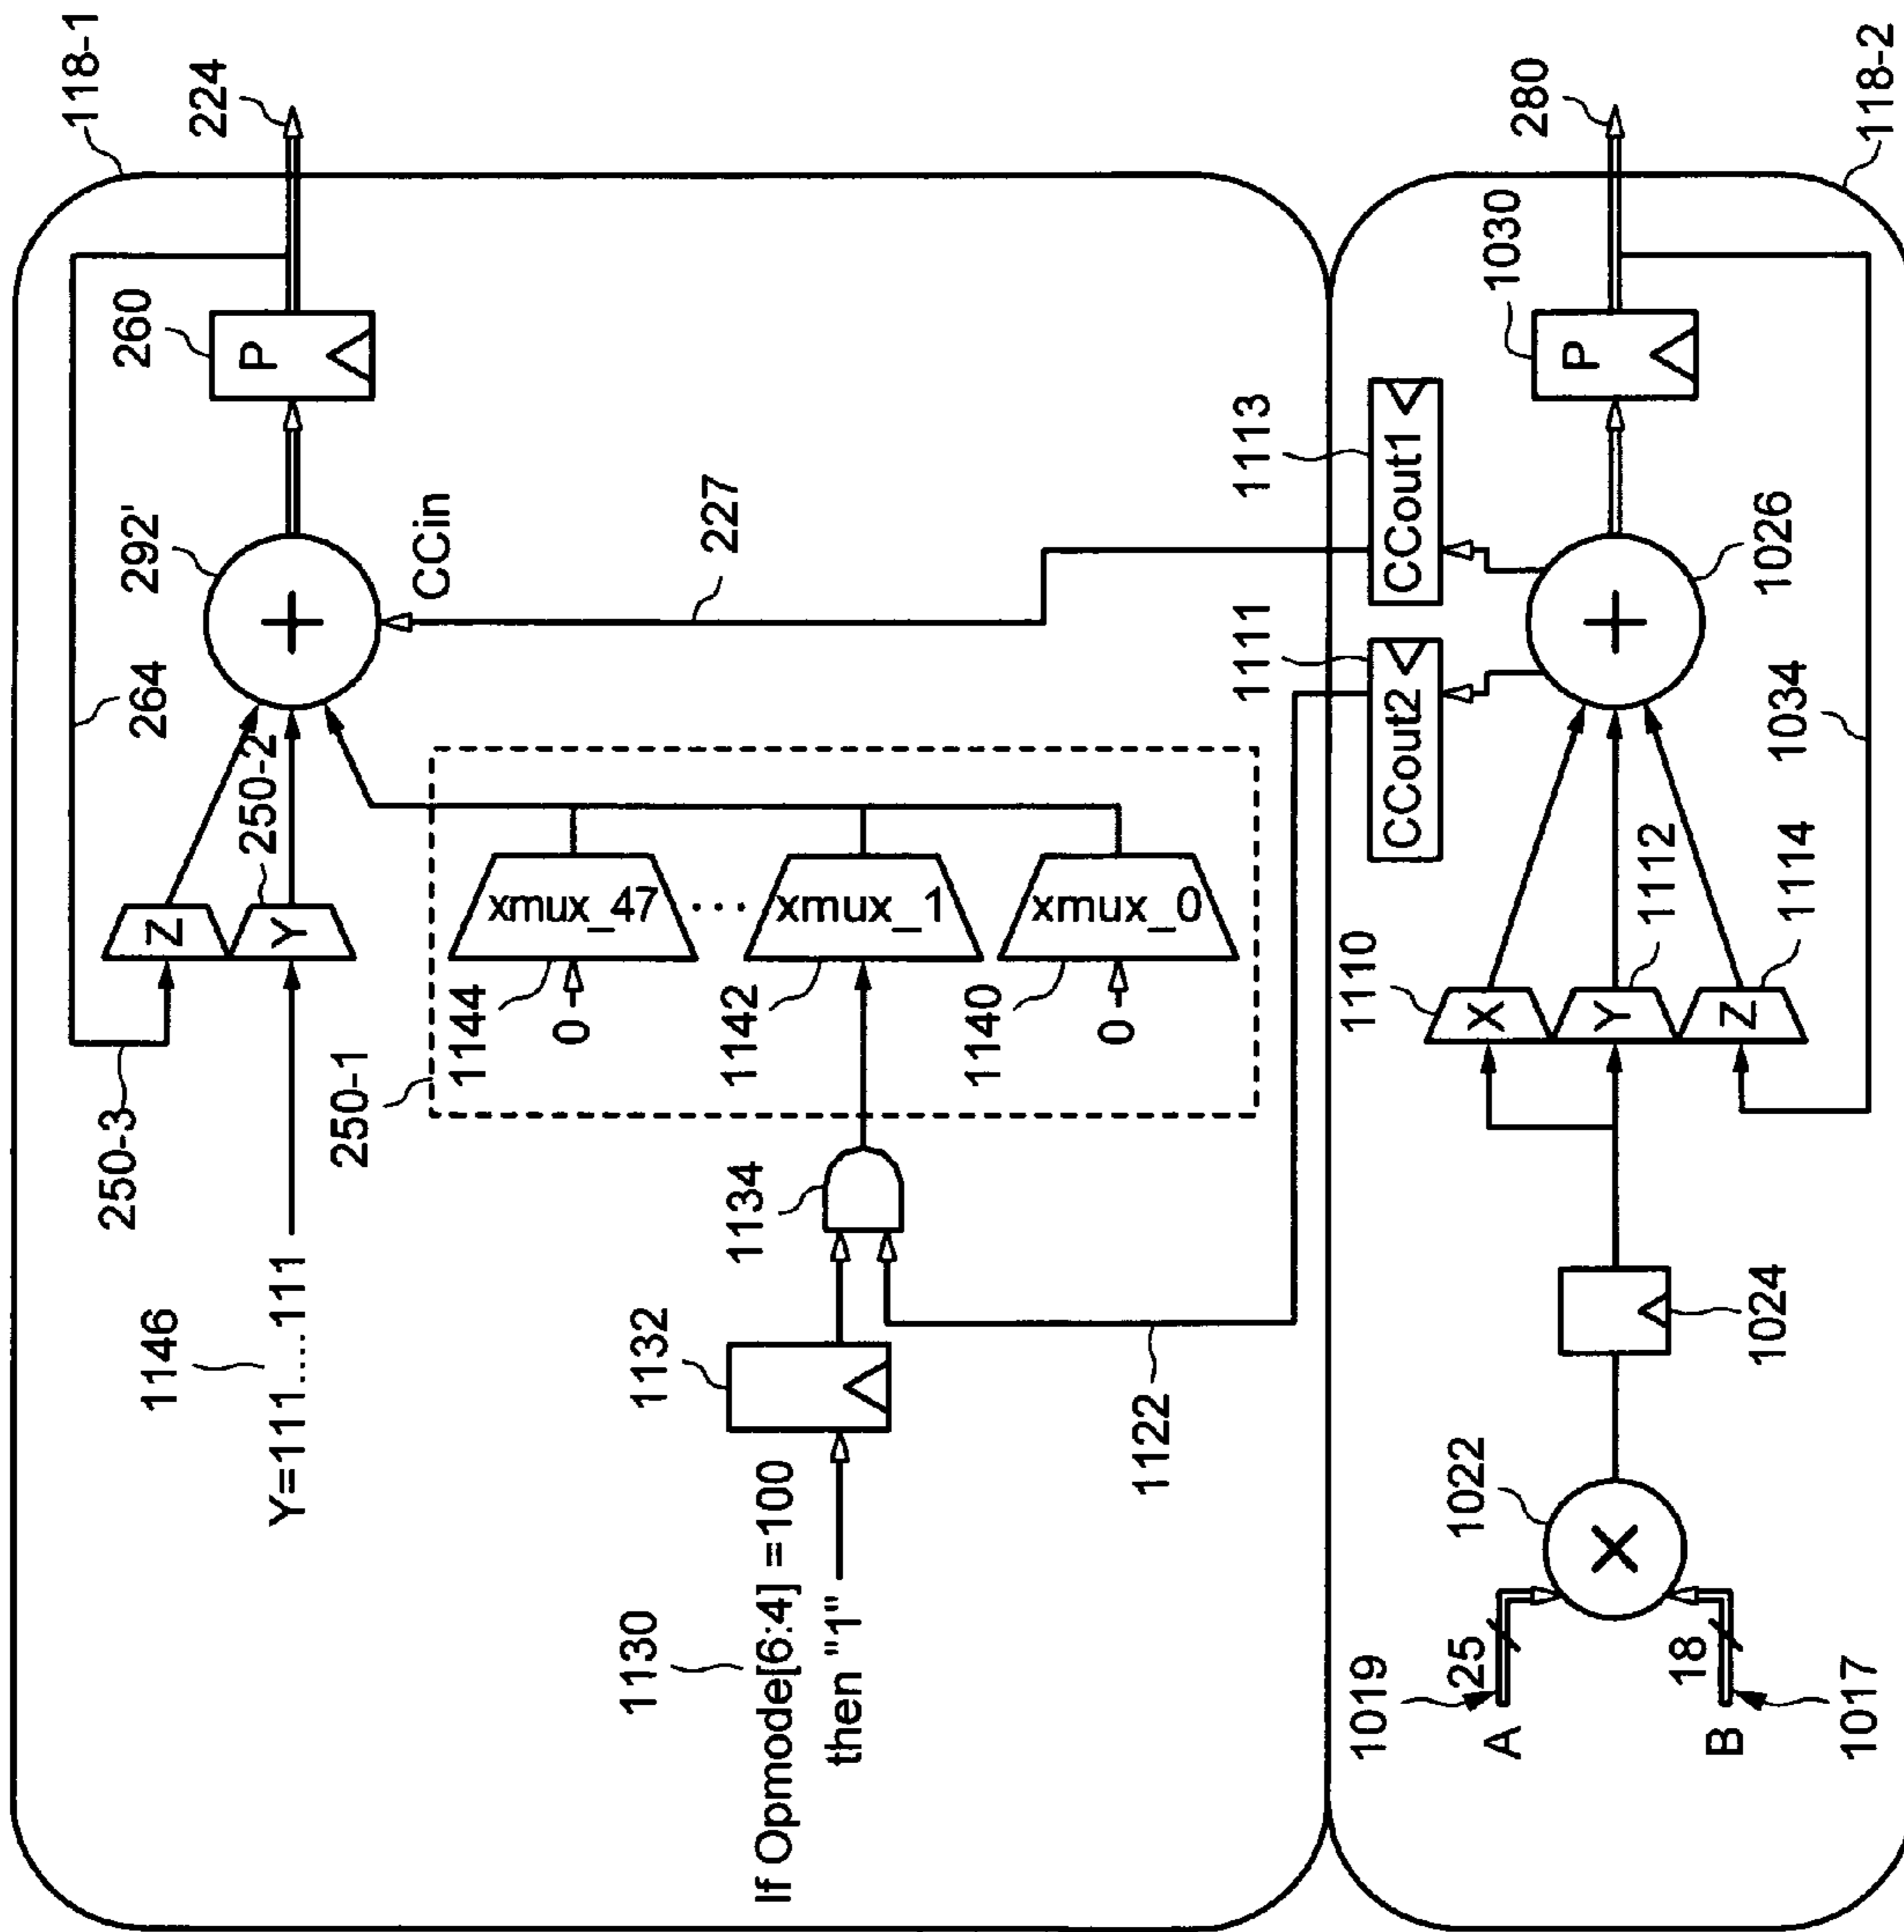 118-1
224
260
264
292'
P
+
CCin
227
250-2
Z
Y
250-3
1146
Y=111....111
250-1
xmux_47
...
xmux_1
xmux_0
1144
1142
1140
0
0
1134
1132
1130
If Opmode[6:4] =100
then "1"
1122
118-2
280
1030
P
1113
CCout1
1111
CCout2
+
1026
1034
1110
X
Y
Z
1112
1114
1024
1022
×
1019
25
A
18
B
1017